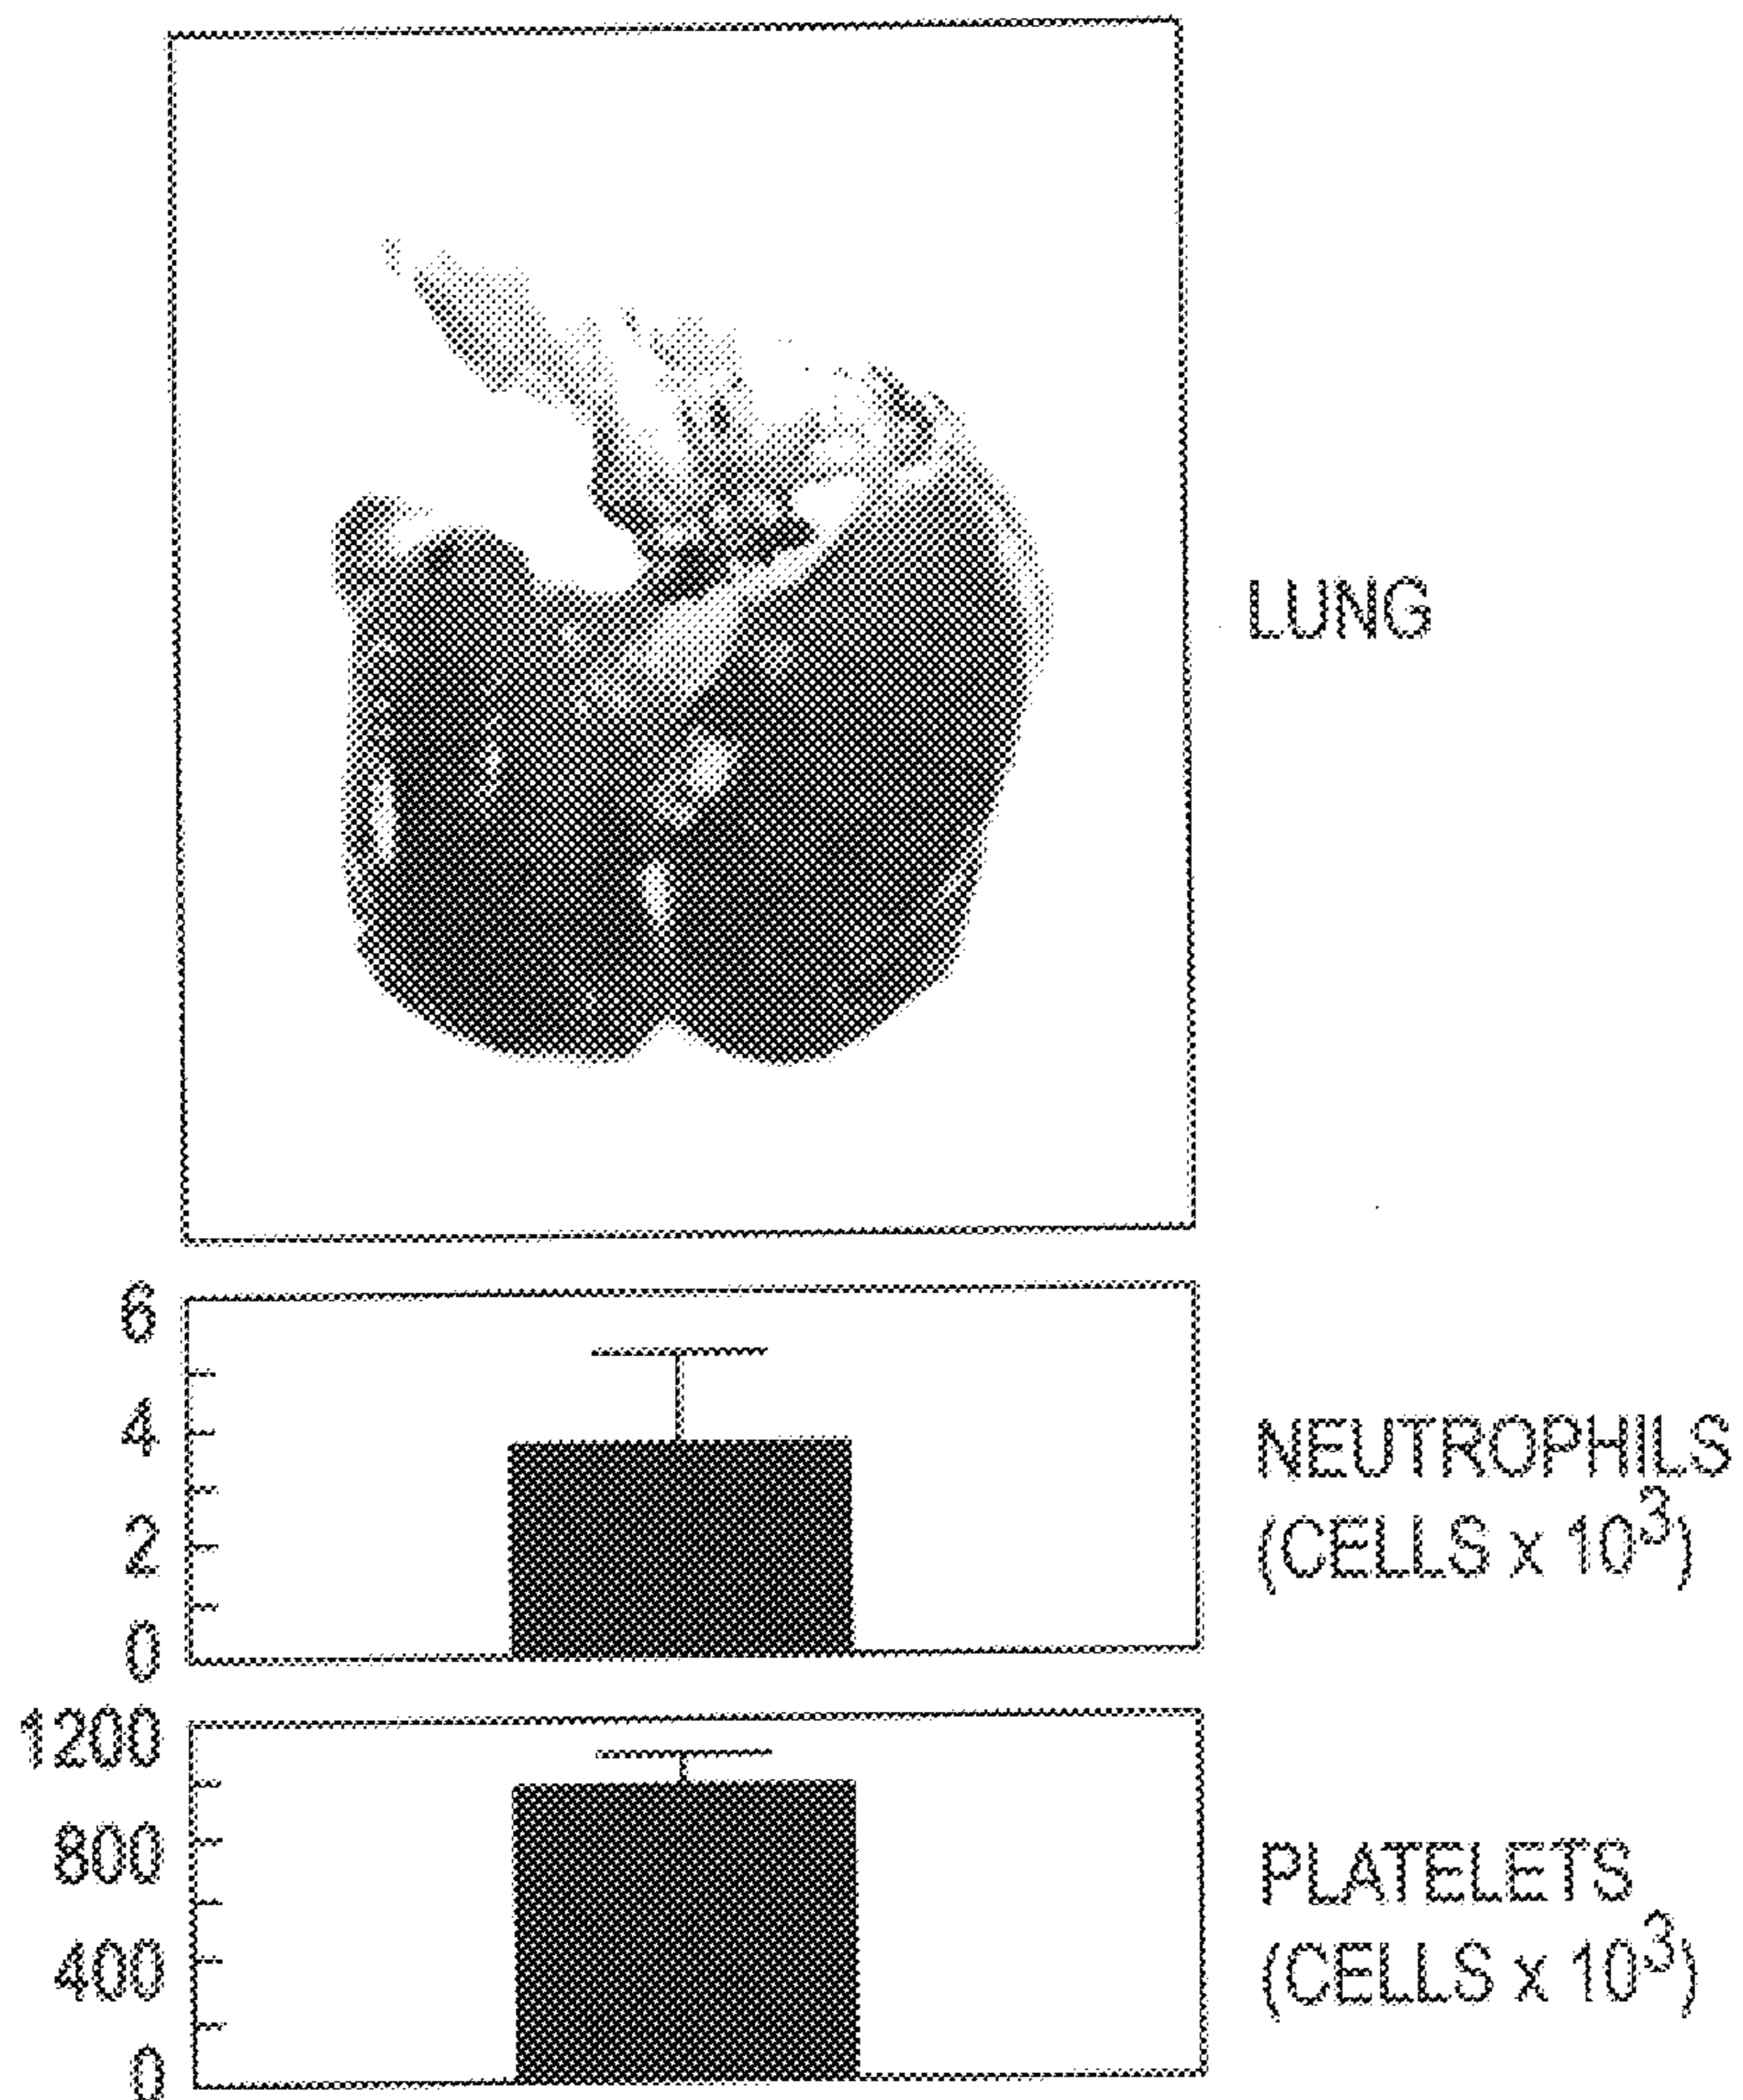 LUNG
6
4
2
0
NEUTROPHILS
(CELLS x 10³)
1200
800
400
0
PLATELETS
(CELLS x 10³)